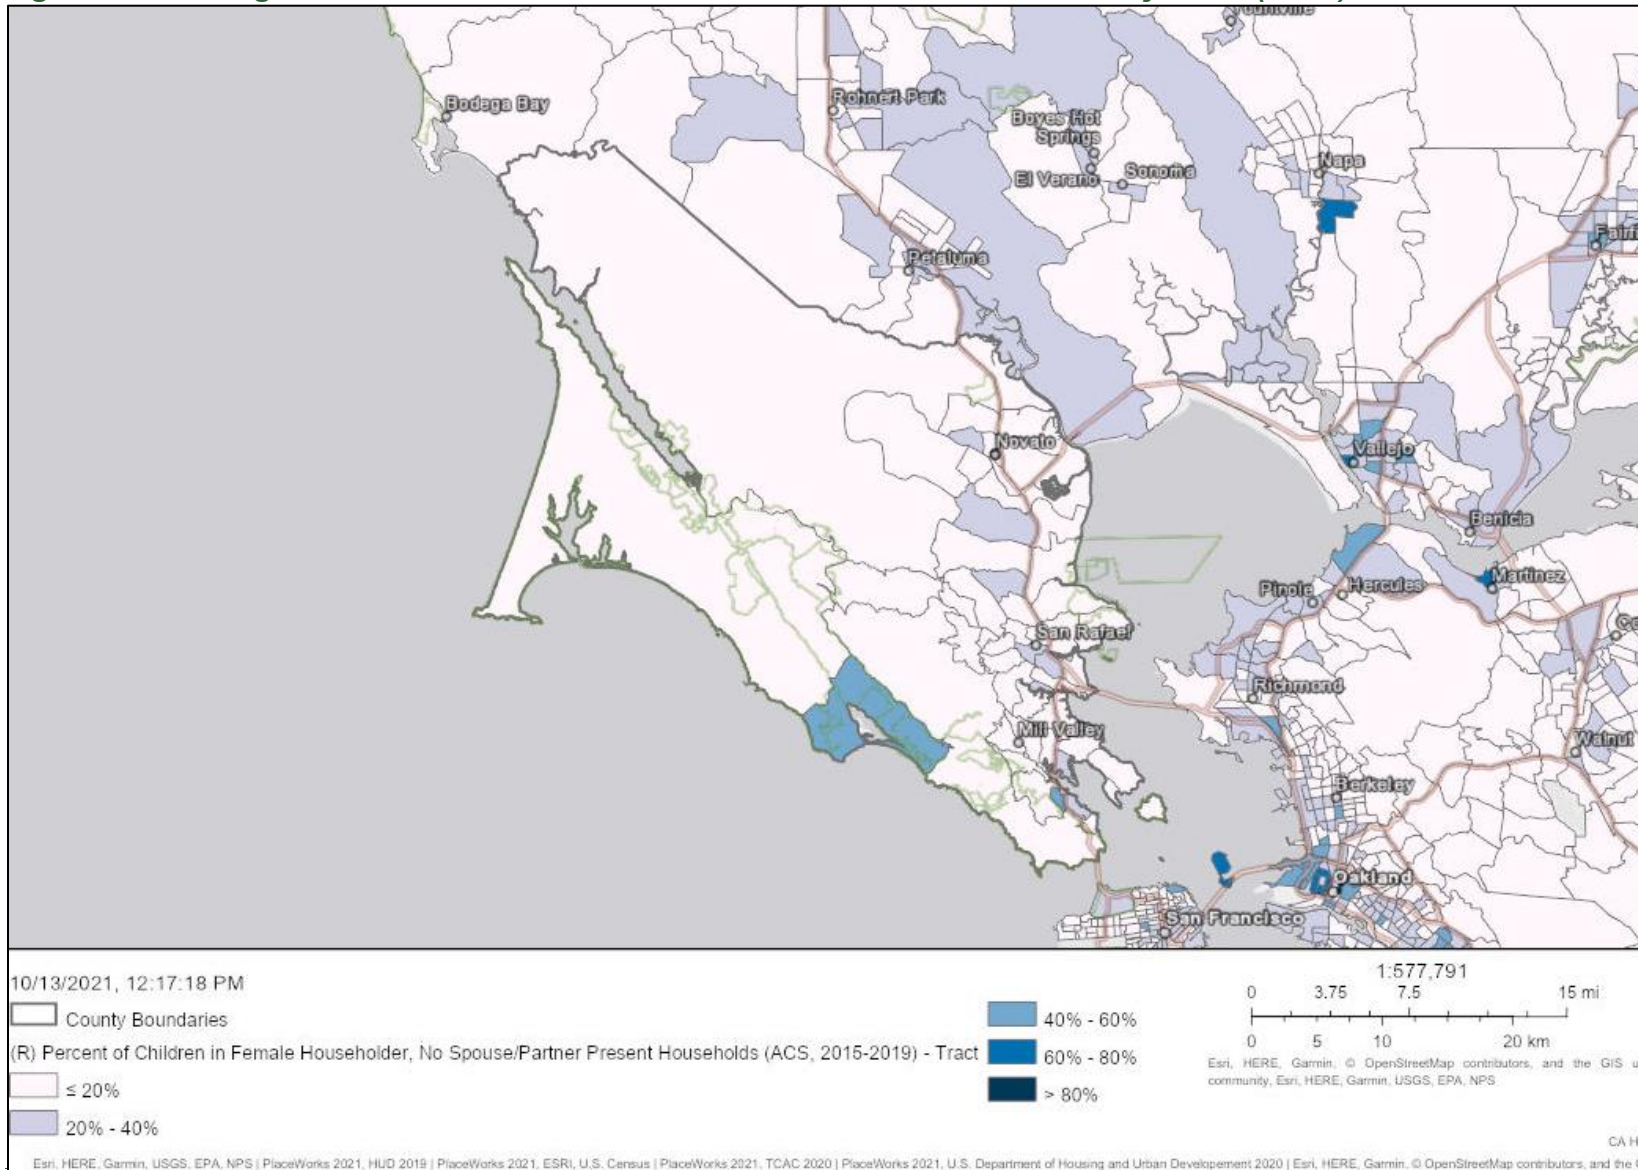 Yountville
Bodega Bay
Rohnert Park
Boyes Hot
Springs
El Verano
Sonoma
Napa
Fairf
Petaluma
Novato
Vallejo
Benicia
Martinez
Pinole
Hercules
Co
San Rafael
Richmond
Mill Valley
Walnut
Berkeley
Oakland
San Francisco
10/13/2021, 12:17:18 PM
County Boundaries
(R) Percent of Children in Female Householder, No Spouse/Partner Present Households (ACS, 2015-2019) - Tract
≤ 20%
20% - 40%
40% - 60%
60% - 80%
> 80%
1:577,791
0 3.75 7.5 15 mi
0 5 10 20 km
Esri, HERE, Garmin, © OpenStreetMap contributors, and the GIS u
community, Esri, HERE, Garmin, USGS, EPA, NPS
CA H
Esri, HERE, Garmin, USGS, EPA, NPS | PlaceWorks 2021, HUD 2019 | PlaceWorks 2021, ESRI, U.S. Census | PlaceWorks 2021, TCAC 2020 | PlaceWorks 2021, U.S. Department of Housing and Urban Developement 2020 | Esri, HERE, Garmin, © OpenStreetMap contributors, and the